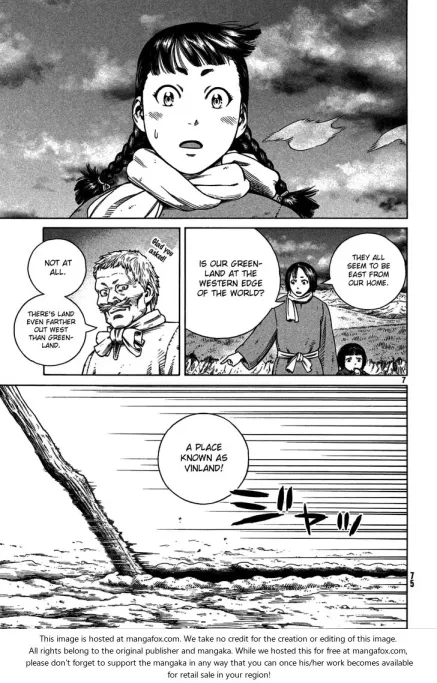 THEY ALL
SEEM TO BE
EAST FROM
OUR HOME.
IS OUR GREEN-
LAND AT THE
WESTERN EDGE
OF THE WORLD?
7
Glad you
asked!
NOT AT
ALL.
THERE'S LAND
EVEN FARTHER
OUT WEST
THAN GREEN-
LAND.
A PLACE
KNOWN AS
VINLAND!
ジャッ
75
This image is hosted at mangafox.com. We take no credit for the creation or editing of this image.
All rights belong to the original publisher and mangaka. While we hosted this for free at mangafox.com,
please don't forget to support the mangaka in any way that you can once his/her work becomes available
for retail sale in your region!